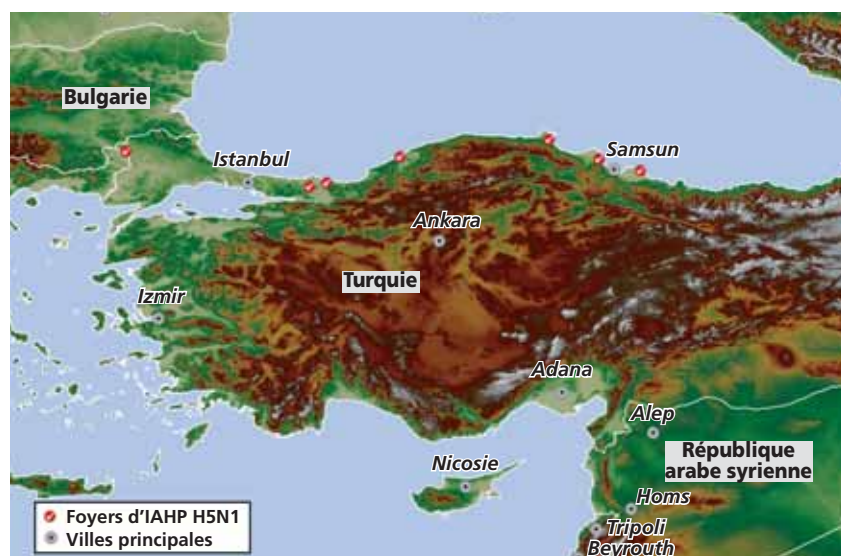 Bulgarie
Istanbul
Samsun
Ankara
Turquie
Izmir
Adana
Alep
République
arabe syrienne
Nicosie
Homs
Tripoli
Beyrouth
Foyers d'IAHP H5N1
Villes principales